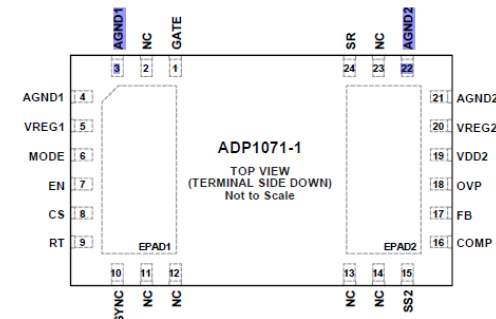 AGND1
NC
GATE
SR
NC
AGND2
3
2
1
24
23
22
AGND1 4
VREG1 5
MODE 6
EN 7
CS 8
RT 9
ADP1071-1
TOP VIEW
(TERMINAL SIDE DOWN)
Not to Scale
21 AGND2
20 VREG2
19 VDD2
18 OVP
17 FB
16 COMP
EPAD1
EPAD2
10
11
12
13
14
15
SYNC
NC
NC
NC
NC
SS2